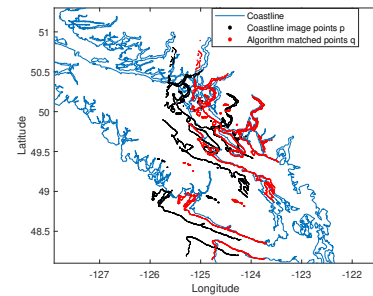 Coastline
Coastline image points p
Algorithm matched points q
51
50.5
50
49.5
49
48.5
Latitude
-127
-126
-125
-124
-123
-122
Longitude